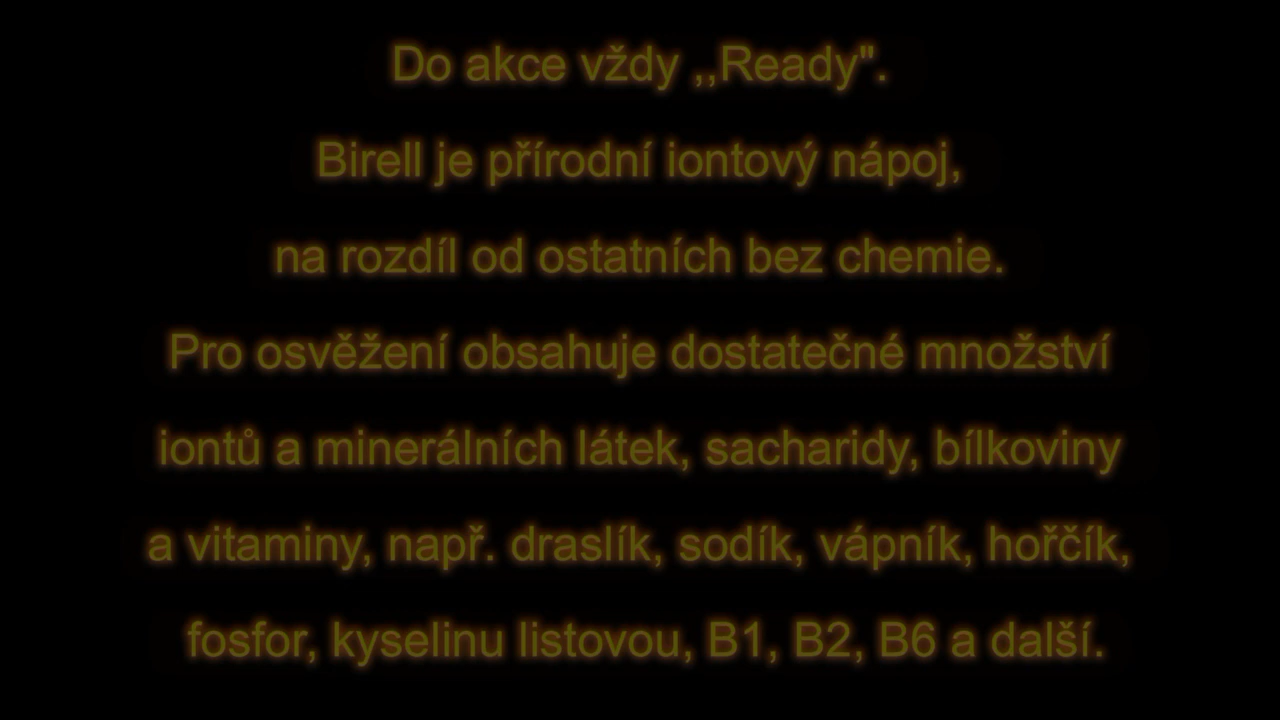 Do akce vždy ,,Ready".
Birell je přírodní iontový nápoj,
na rozdíl od ostatních bez chemie.
Pro osvěžení obsahuje dostatečné množství
iontů a minerálních látek, sacharidy, bílkoviny
a vitaminy, např. draslík, sodík, vápník, hořčík,
fosfor, kyselinu listovou, B1, B2, B6 a další.